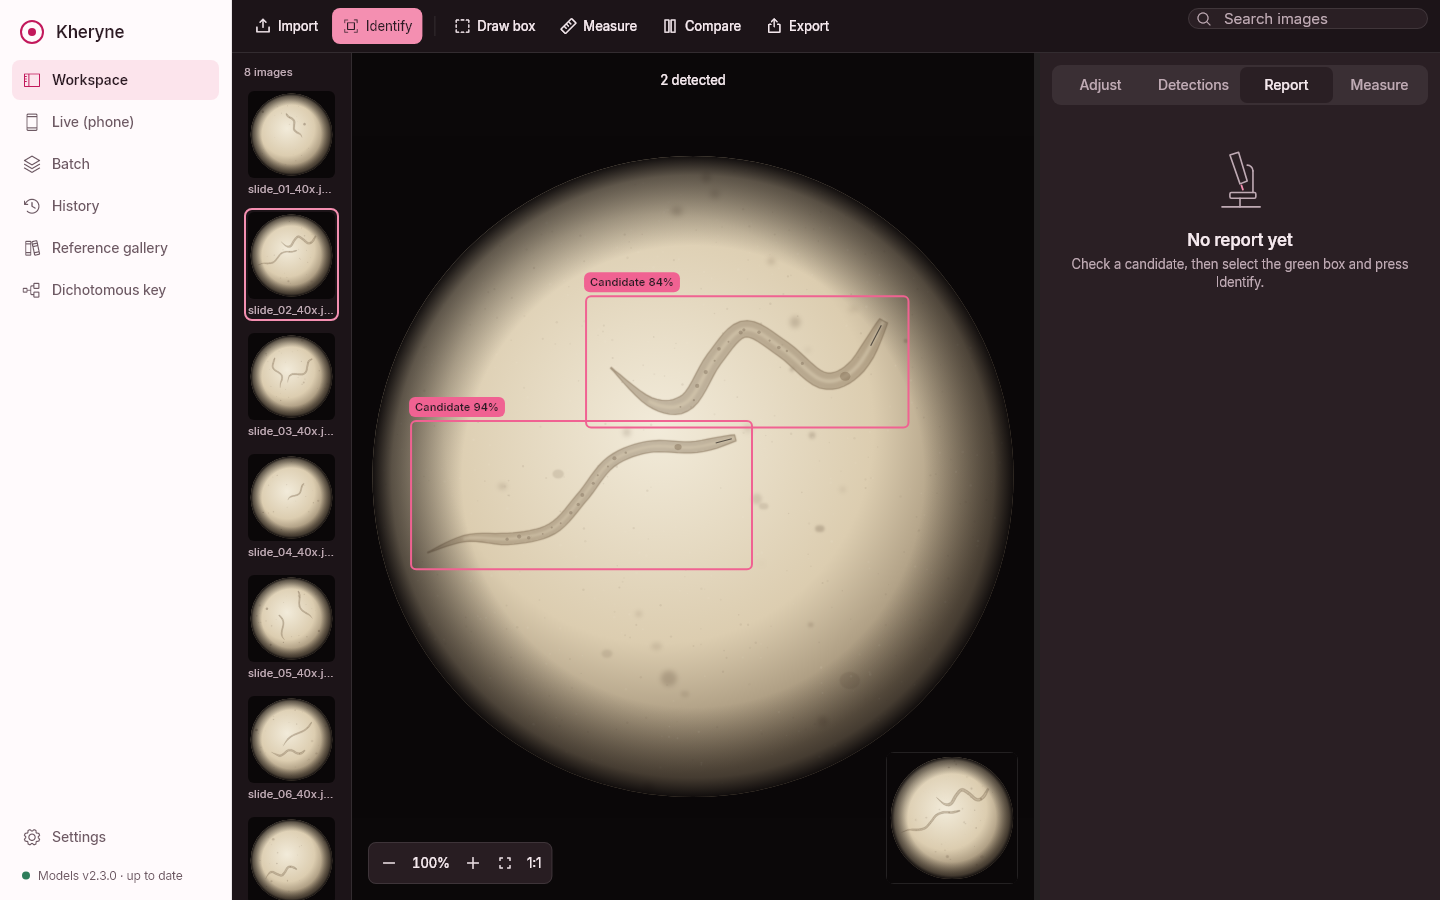 Kheryne
Workspace
Live (phone)
Batch
History
Reference gallery
Dichotomous key
Settings
Models v2.3.0 · up to date
Import
Identify
Draw box
Measure
Compare
Export
Search images
8 images
slide_01_40x.j...
slide_02_40x.j...
slide_03_40x.j...
slide_04_40x.j...
slide_05_40x.j...
slide_06_40x.j...
2 detected
Candidate 84%
Candidate 94%
100%
1:1
Adjust
Detections
Report
Measure
No report yet
Check a candidate, then select the green box and press
Identify.